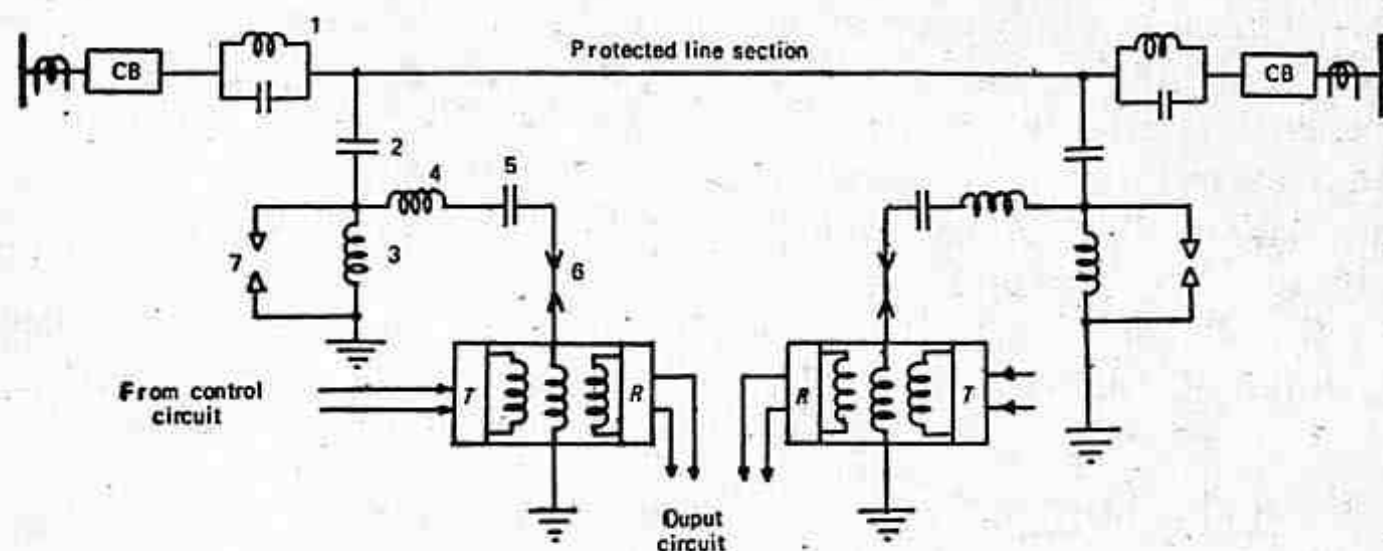 1
Protected line section
CB
CB
2
4
5
3
7
6
From control
circuit
T
R
R
T
Ouput
circuit